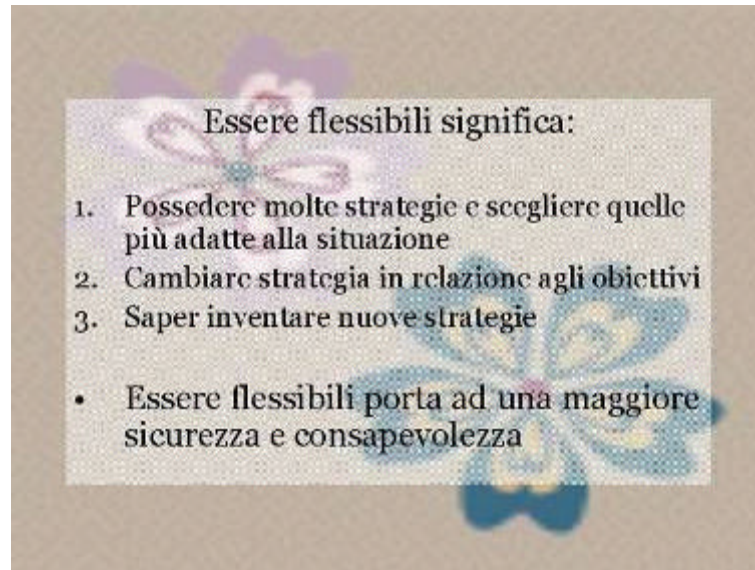 Essere flessibili significa:
1. Possedere molte strategie e scegliere quelle
più adatte alla situazione
2. Cambiare strategia in relazione agli obiettivi
3. Saper inventare nuove strategie
• Essere flessibili porta ad una maggiore
sicurezza e consapevolezza